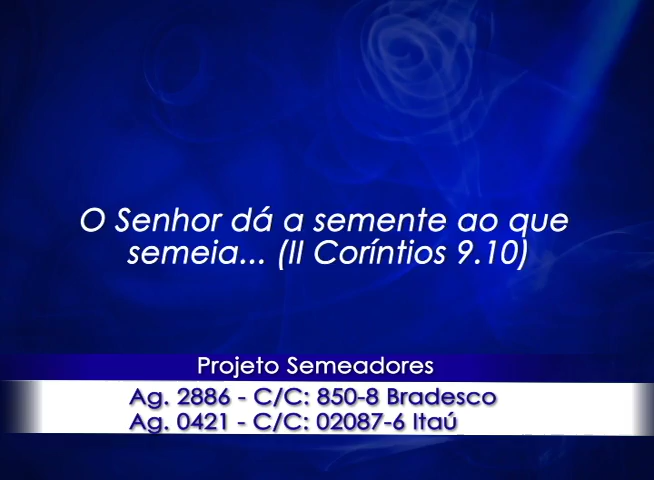 O Senhor dá a semente ao que
semeia... (II Coríntios 9.10)
Projeto Semeadores
Ag. 2886 - C/C: 850-8 Bradesco
Ag. 0421 - C/C: 02087-6 Itaú